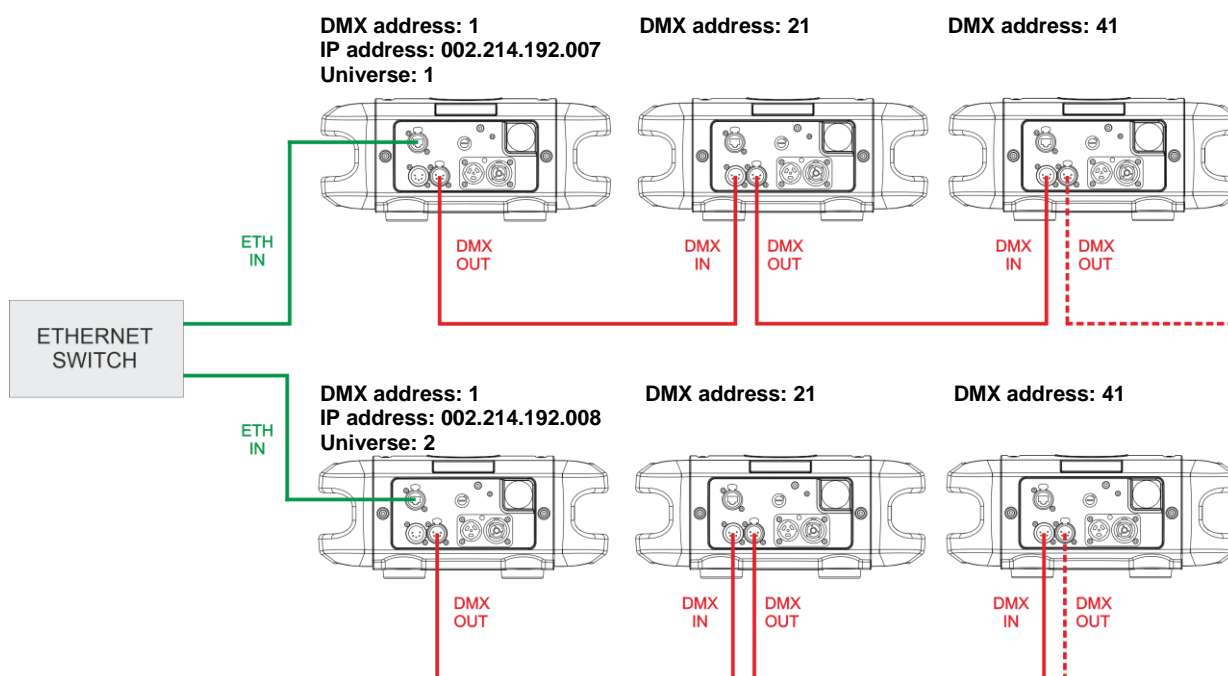 DMX address: 1
IP address: 002.214.192.007
Universe: 1
DMX address: 21
DMX address: 41
ETH
IN
DMX
OUT
DMX
IN
DMX
OUT
DMX
IN
DMX
OUT
ETHERNET
SWITCH
DMX address: 1
IP address: 002.214.192.008
Universe: 2
DMX address: 21
DMX address: 41
ETH
IN
DMX
OUT
DMX
IN
DMX
OUT
DMX
IN
DMX
OUT